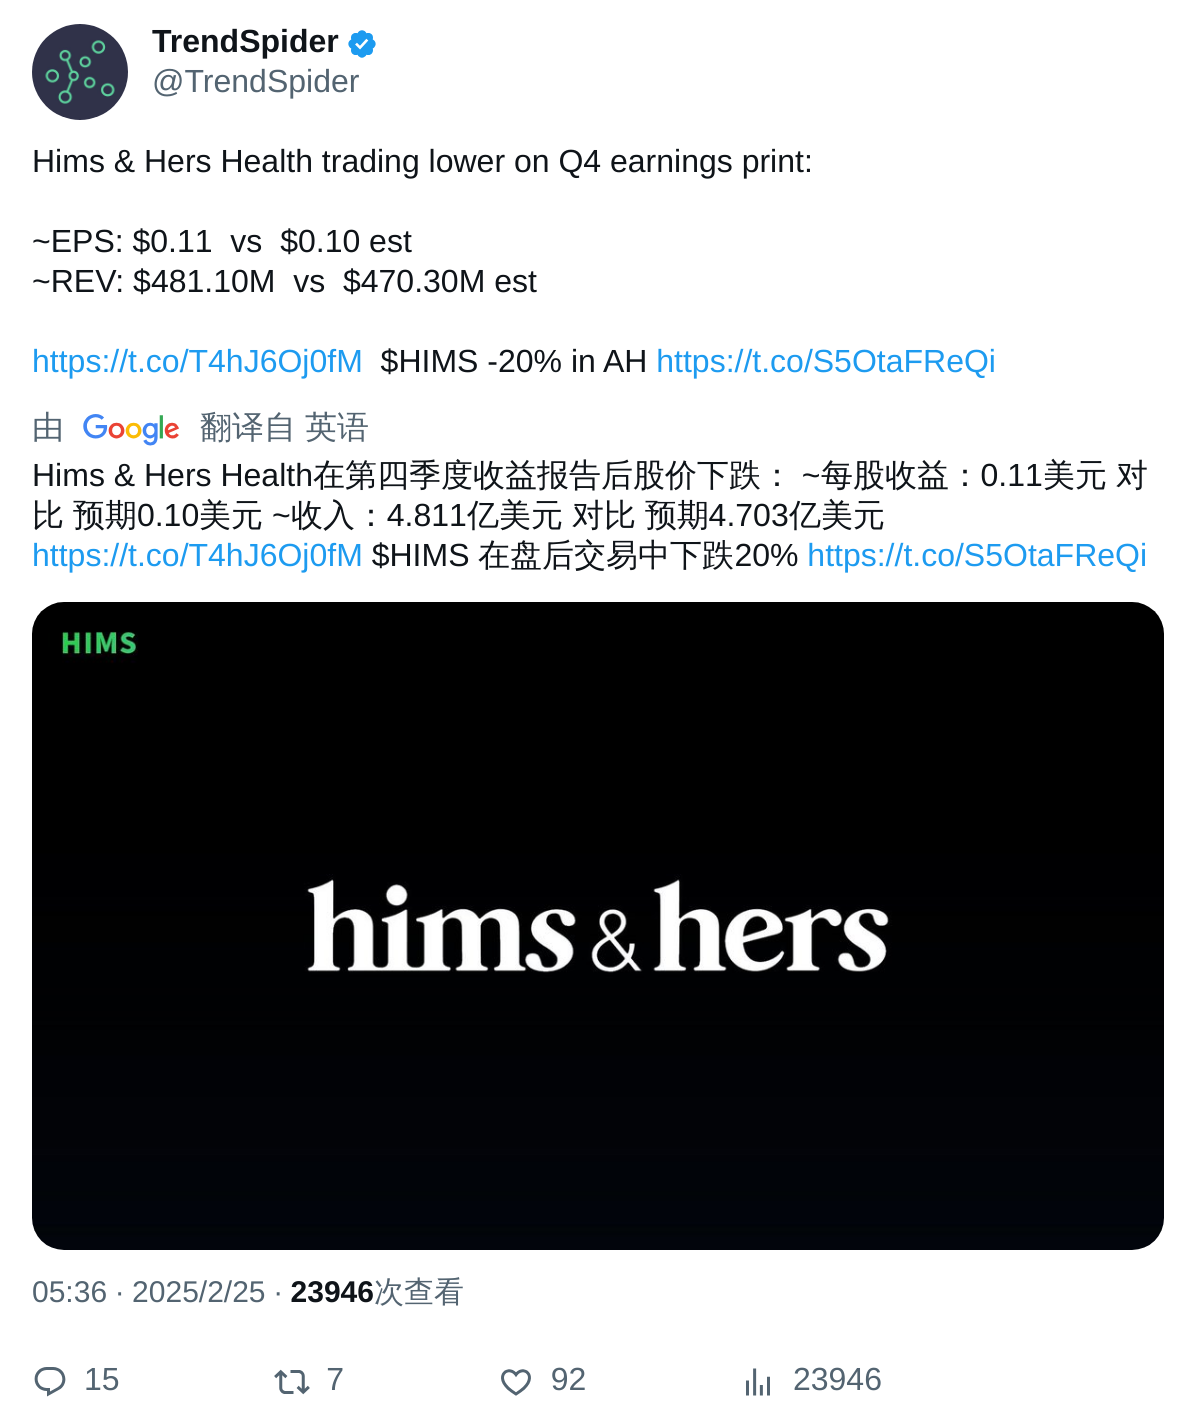 TrendSpider
@TrendSpider
Hims & Hers Health trading lower on Q4 earnings print:
~EPS: $0.11  vs  $0.10 est
~REV: $481.10M  vs  $470.30M est
https://t.co/T4hJ6Oj0fM  $HIMS -20% in AH https://t.co/S5OtaFReQi
由 Google 翻译自 英语
Hims & Hers Health在第四季度收益报告后股价下跌： ~每股收益：0.11美元 对
比 预期0.10美元 ~收入：4.811亿美元 对比 预期4.703亿美元
https://t.co/T4hJ6Oj0fM $HIMS 在盘后交易中下跌20% https://t.co/S5OtaFReQi
HIMS
hims & hers
05:36 · 2025/2/25 · 23946次查看
15 7 92 23946